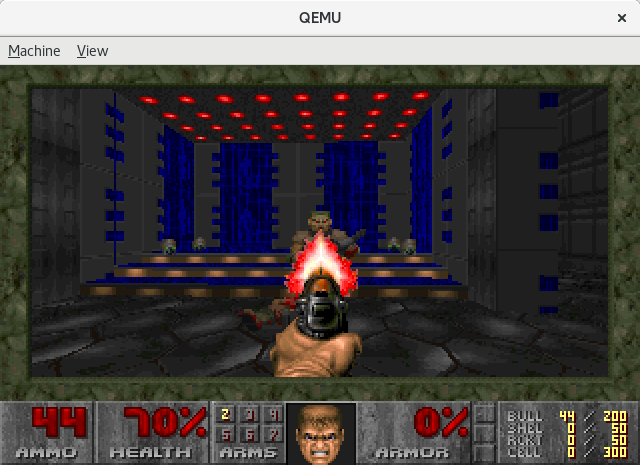 QEMU
Machine View
44 70% 2 3 4 0% BULL 44 / 200
5 6 7 SHEL 0 / 50
RCKT 0 / 50
AMMO HEALTH ARMS ARMOR CELL 0 / 300